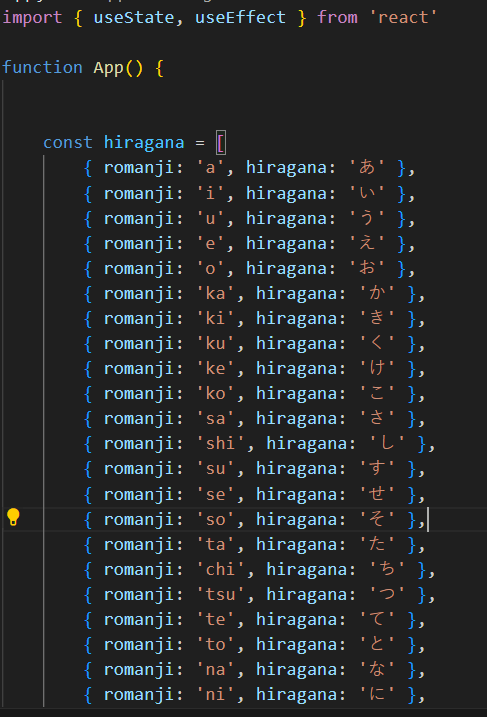 import { useState, useEffect } from 'react'
function App() {
const hiragana = [
{ romanji: 'a', hiragana: 'あ' },
{ romanji: 'i', hiragana: 'い' },
{ romanji: 'u', hiragana: 'う' },
{ romanji: 'e', hiragana: 'え' },
{ romanji: 'o', hiragana: 'お' },
{ romanji: 'ka', hiragana: 'か' },
{ romanji: 'ki', hiragana: 'き' },
{ romanji: 'ku', hiragana: 'く' },
{ romanji: 'ke', hiragana: 'け' },
{ romanji: 'ko', hiragana: 'こ' },
{ romanji: 'sa', hiragana: 'さ' },
{ romanji: 'shi', hiragana: 'し' },
{ romanji: 'su', hiragana: 'す' },
{ romanji: 'se', hiragana: 'せ' },
{ romanji: 'so', hiragana: 'そ' },
{ romanji: 'ta', hiragana: 'た' },
{ romanji: 'chi', hiragana: 'ち' },
{ romanji: 'tsu', hiragana: 'つ' },
{ romanji: 'te', hiragana: 'て' },
{ romanji: 'to', hiragana: 'と' },
{ romanji: 'na', hiragana: 'な' },
{ romanji: 'ni', hiragana: 'に' },